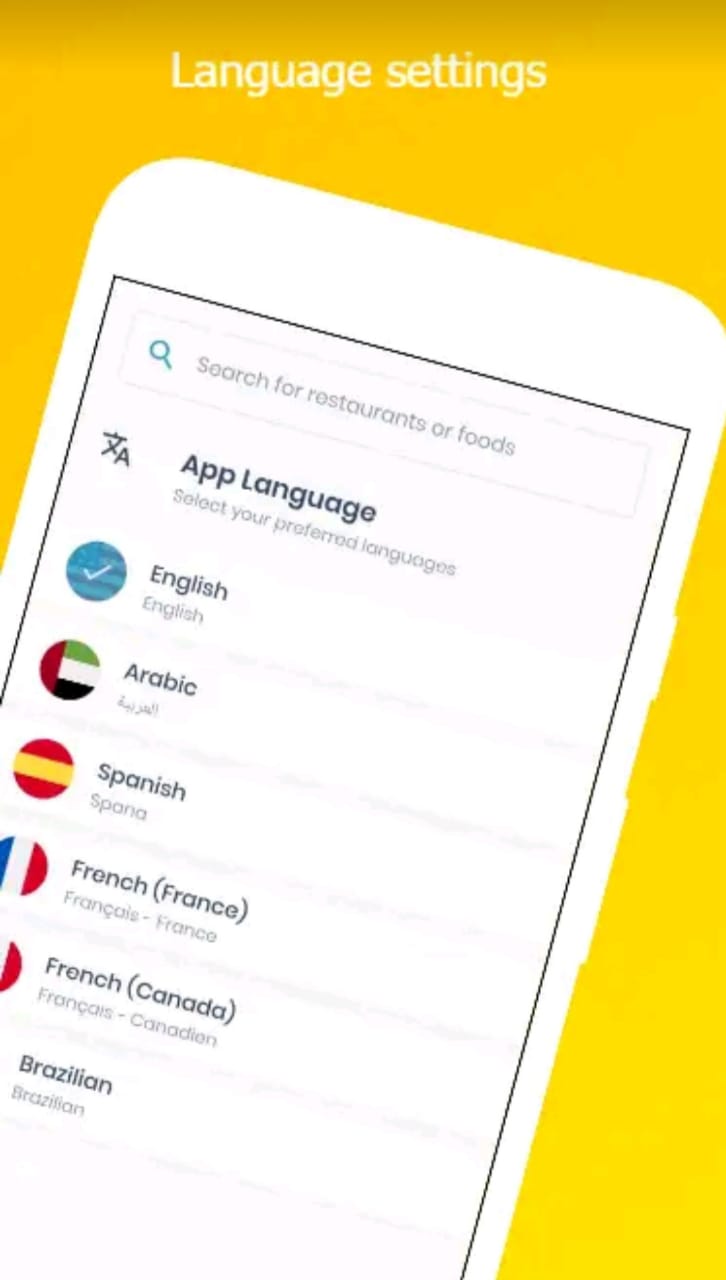 Language settings
Search for restaurants or foods
App Language
Select your preferred languages
English
English
Arabic
العربية
Spanish
Spana
French (France)
Français - France
French (Canada)
Français - Canadien
Brazilian
Brazilian